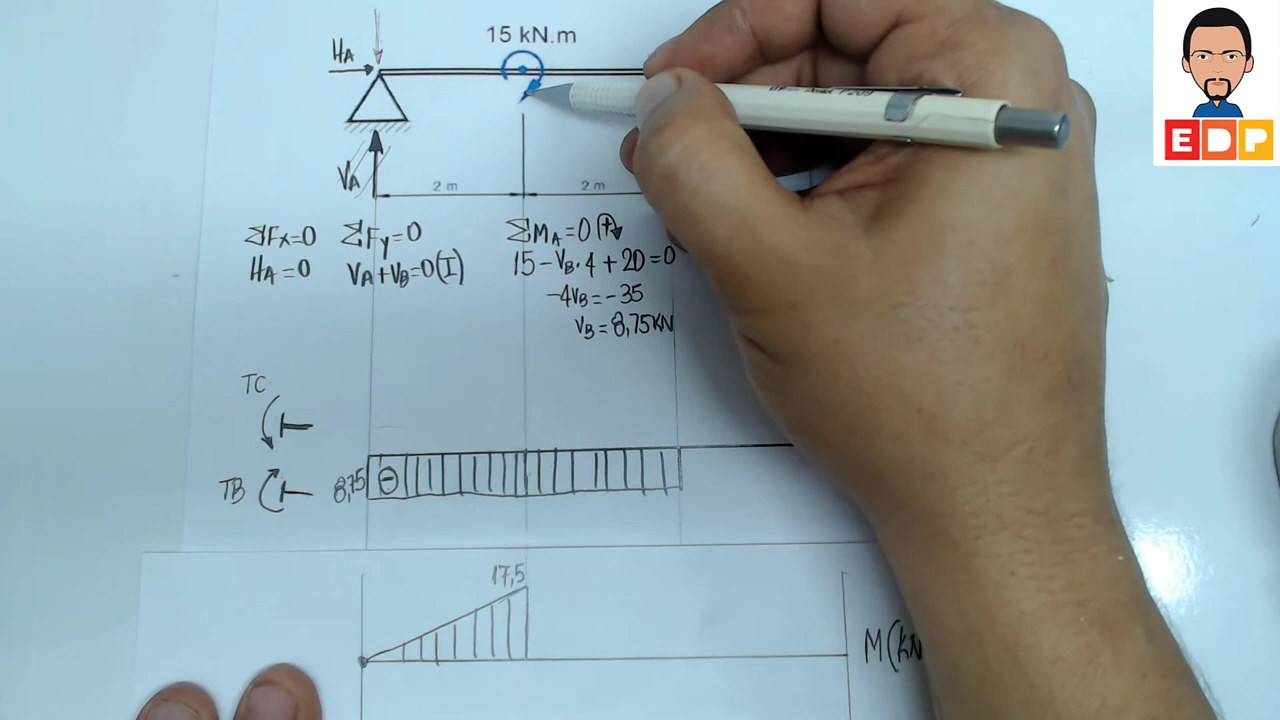 15 kN.m
HA
VA
2 m
2 m
ΣFx=0
HA=0
ΣFy=0
VA+VB=0(I)
ΣMA=0 (+
15-VB.4+20=0
-4VB=-35
VB=8,75KN
TC
TB
8,75
17,5
M(KN
EDP